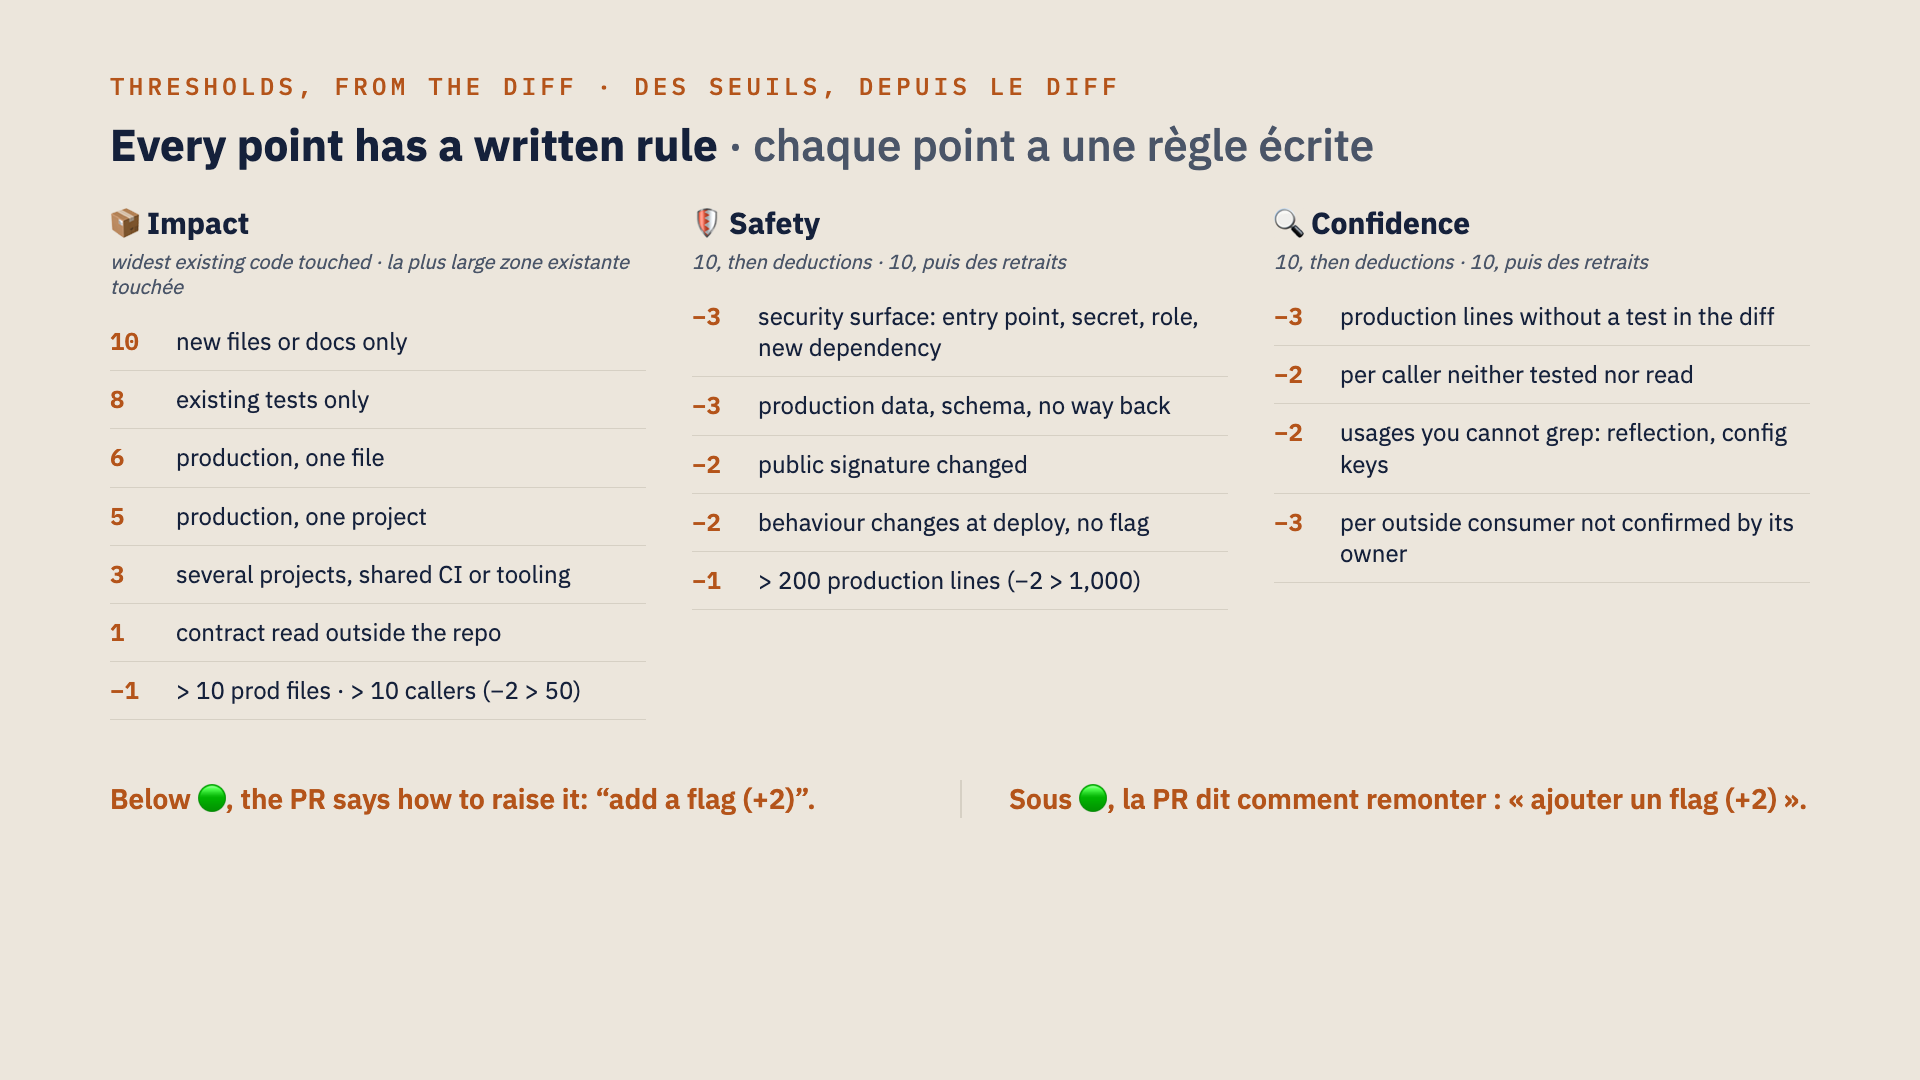 THRESHOLDS, FROM THE DIFF · DES SEUILS, DEPUIS LE DIFF
Every point has a written rule · chaque point a une règle écrite
📦 Impact
widest existing code touched · la plus large zone existante
touchée
10 new files or docs only
8 existing tests only
6 production, one file
5 production, one project
3 several projects, shared CI or tooling
1 contract read outside the repo
−1 > 10 prod files · > 10 callers (−2 > 50)
🛡️ Safety
10, then deductions · 10, puis des retraits
−3 security surface: entry point, secret, role,
new dependency
−3 production data, schema, no way back
−2 public signature changed
−2 behaviour changes at deploy, no flag
−1 > 200 production lines (−2 > 1,000)
🔍 Confidence
10, then deductions · 10, puis des retraits
−3 production lines without a test in the diff
−2 per caller neither tested nor read
−2 usages you cannot grep: reflection, config
keys
−3 per outside consumer not confirmed by its
owner
Below 🟢, the PR says how to raise it: “add a flag (+2)”.
Sous 🟢, la PR dit comment remonter : « ajouter un flag (+2) ».